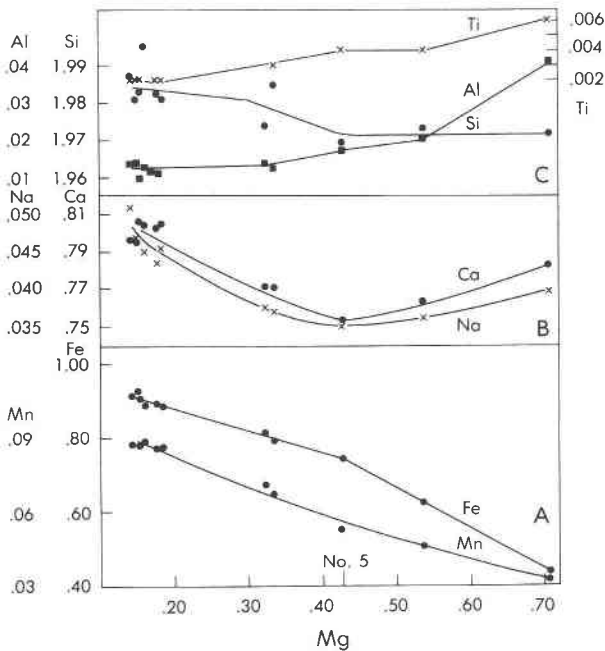 Al Si
.04 1.99
.03 1.98
.02 1.97
.01 1.96
Ti
Al
Si
C
.006
.004
.002
Ti
Na Ca
.050 .81
.045 .79
.040 .77
.035 .75
Ca
Na
B
Fe
1.00
Mn
.09 .80
.06 .60
.03 .40
Fe
Mn
A
No. 5
.20 .30 .40 .50 .60 .70
Mg